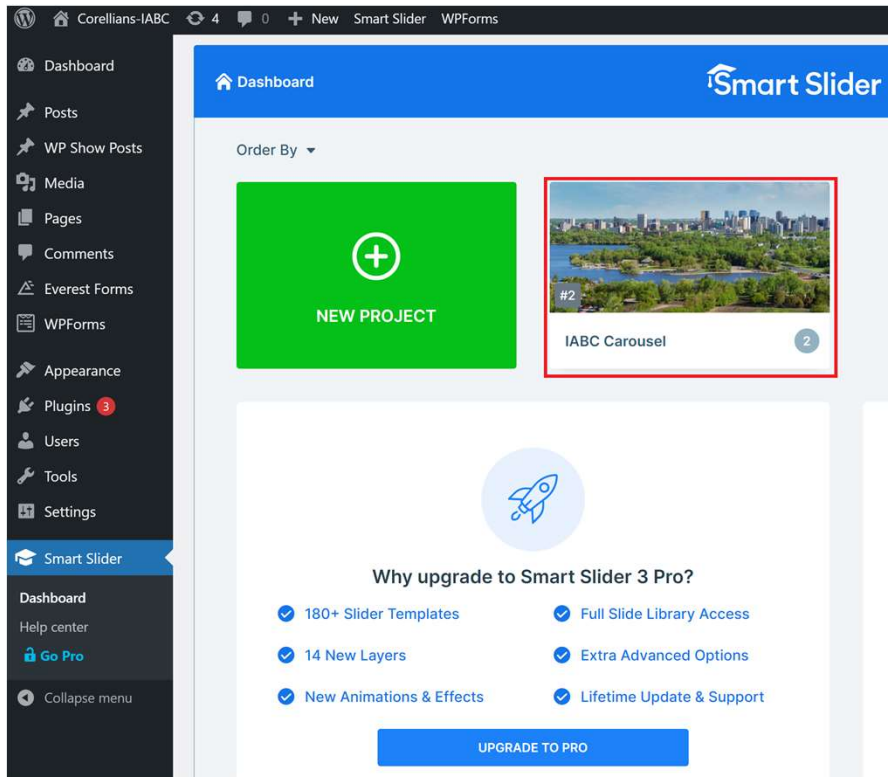 Corellians-IABC 4 0 New Smart Slider WPForms
Dashboard
Posts
WP Show Posts
Media
Pages
Comments
Everest Forms
WPForms
Appearance
Plugins 3
Users
Tools
Settings
Smart Slider
Dashboard
Help center
Go Pro
Collapse menu
Dashboard
Smart Slider
Order By
NEW PROJECT
#2
IABC Carousel 2
Why upgrade to Smart Slider 3 Pro?
180+ Slider Templates Full Slide Library Access
14 New Layers Extra Advanced Options
New Animations & Effects Lifetime Update & Support
UPGRADE TO PRO